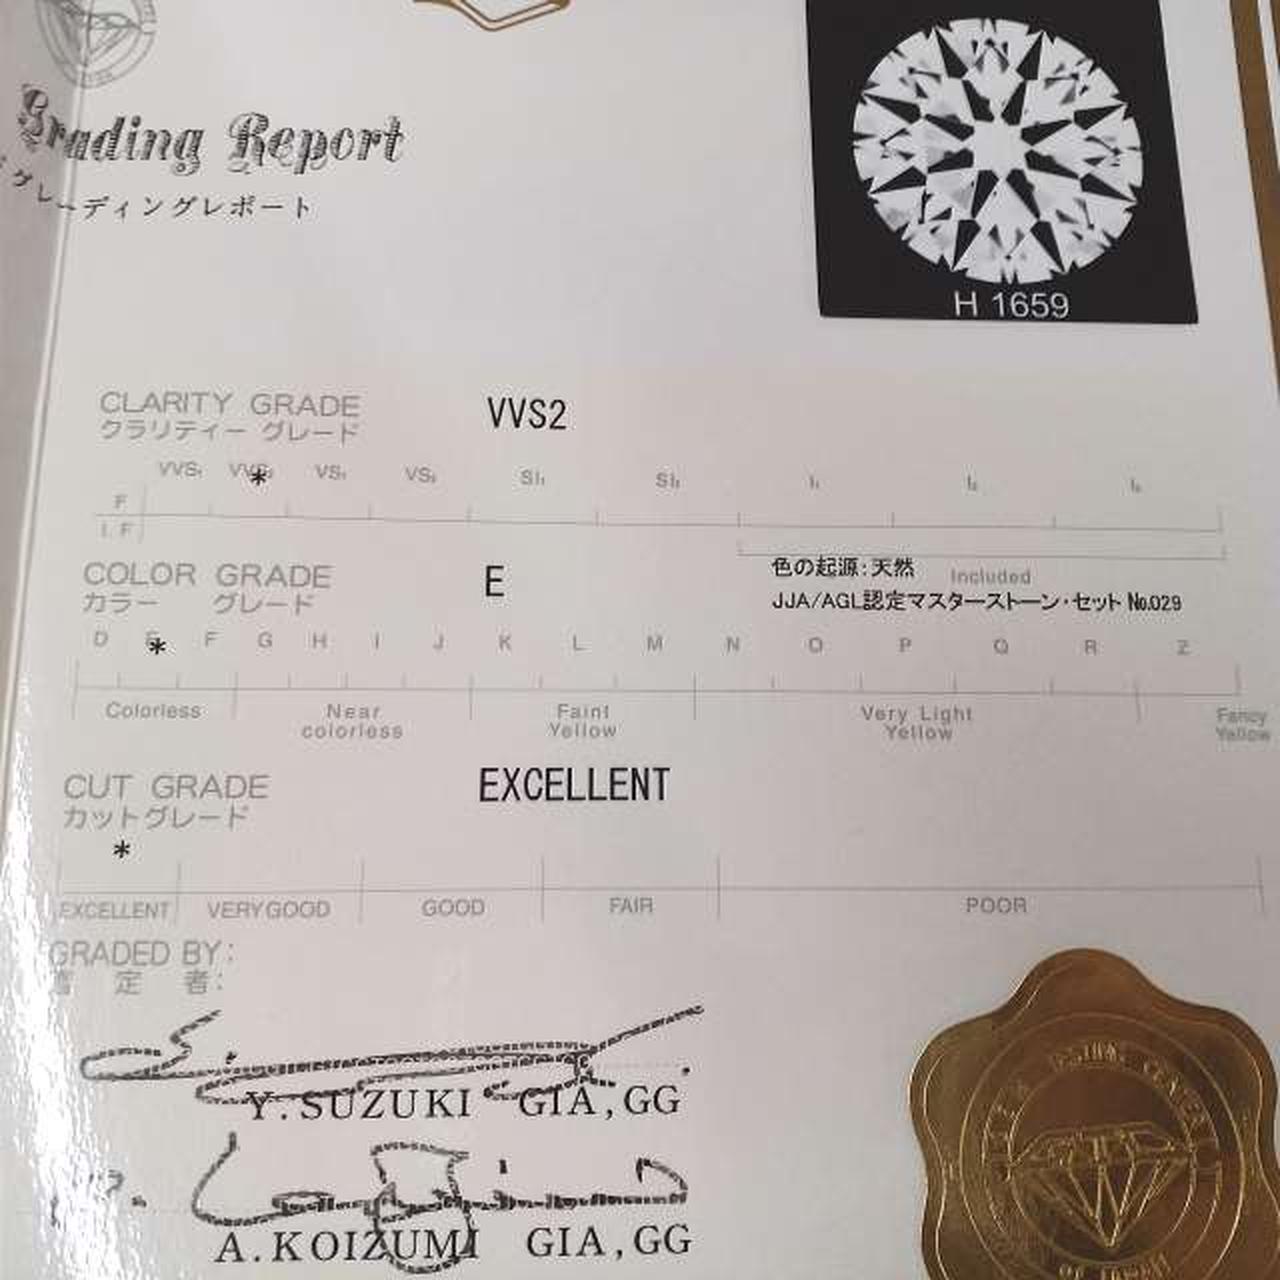 Grading Report
グレーディングレポート
H 1659
CLARITY GRADE VVS2
クラリティー グレード
VVS₁ VVS₂ VS₁ VS₂ SI₁ SI₂ I₁ I₂ I₃
*
F
I.F
COLOR GRADE E
色の起源:天然
Included
カラー グレード
JJA/AGL認定マスターストーン・セット №029
D E F G H I J K L M N O P Q R Z
*
Colorless Near colorless Faint Yellow Very Light Yellow Fancy Yellow
CUT GRADE EXCELLENT
カットグレード
*
EXCELLENT VERY GOOD GOOD FAIR POOR
GRADED BY:
鑑 定 者:
Y. SUZUKI GIA, GG
A. KOIZUMI GIA, GG
OF JAPAN